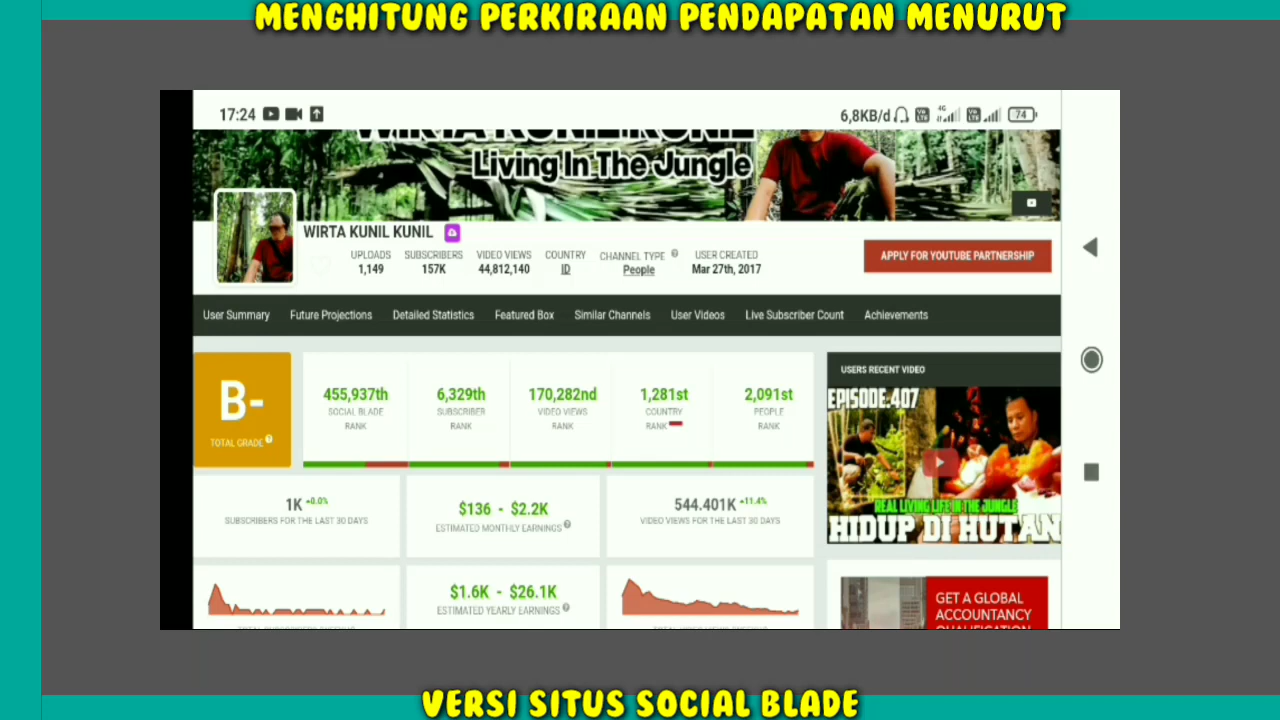 MENGHITUNG PERKIRAAN PENDAPATAN MENURUT
17:24
6,8KB/d
4G
74
WIRTA KUNIL KUNIL
Living In The Jungle
WIRTA KUNIL KUNIL
UPLOADS
1,149
SUBSCRIBERS
157K
VIDEO VIEWS
44,812,140
COUNTRY
ID
CHANNEL TYPE
People
USER CREATED
Mar 27th, 2017
APPLY FOR YOUTUBE PARTNERSHIP
User Summary Future Projections Detailed Statistics Featured Box Similar Channels User Videos Live Subscriber Count Achievements
B-
TOTAL GRADE
455,937th
SOCIAL BLADE
RANK
6,329th
SUBSCRIBER
RANK
170,282nd
VIDEO VIEWS
RANK
1,281st
COUNTRY
RANK
2,091st
PEOPLE
RANK
USERS RECENT VIDEO
EPISODE:407
REAL LIVING LIFE IN THE JUNGLE
HIDUP DI HUTAN
1K +0.0%
SUBSCRIBERS FOR THE LAST 30 DAYS
$136 - $2.2K
ESTIMATED MONTHLY EARNINGS
544.401K +11.4%
VIDEO VIEWS FOR THE LAST 30 DAYS
$1.6K - $26.1K
ESTIMATED YEARLY EARNINGS
GET A GLOBAL
ACCOUNTANCY
QUALIFICATION
VERSI SITUS SOCIAL BLADE